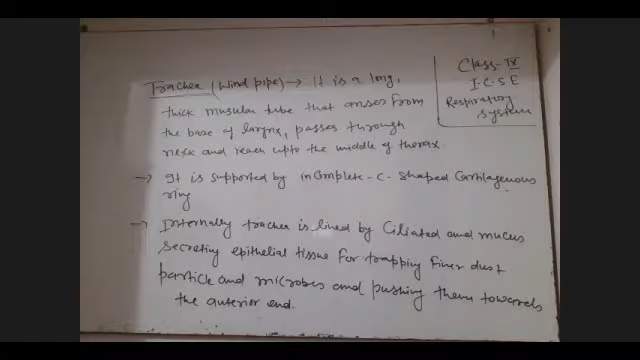 Class-IX
I.C.S.E
Respiratory
system
Trachea (Wind pipe) → It is a long,
thick muscular tube that arises from
the base of larynx, passes through
neck and reach upto the middle of thorax.
→ It is supported by incomplete-C-shaped Cartilagenous
ring
→ Internally trachea is lined by Ciliated and mucus
secreting epithelial tissue for trapping finer dust
particle and microbes and pushing them towards
the anterior end.